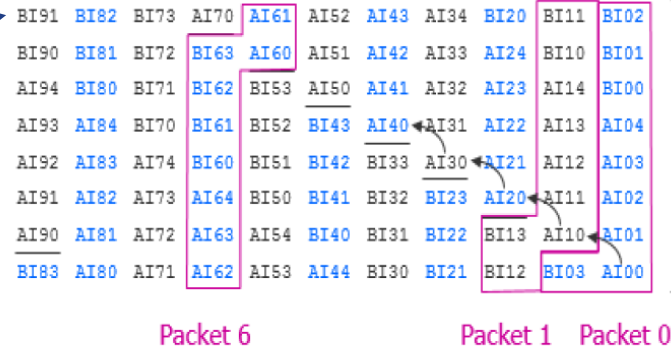 BI91 BI82 BI73 AI70 AI61 AI52 AI43 AI34 BI20 BI11 BI02
BI90 BI81 BI72 BI63 AI60 AI51 AI42 AI33 AI24 BI10 BI01
AI94 BI80 BI71 BI62 BI53 AI50 AI41 AI32 AI23 AI14 BI00
AI93 AI84 BI70 BI61 BI52 BI43 AI40 AI31 AI22 AI13 AI04
AI92 AI83 AI74 BI60 BI51 BI42 BI33 AI30 AI21 AI12 AI03
AI91 AI82 AI73 AI64 BI50 BI41 BI32 BI23 AI20 AI11 AI02
AI90 AI81 AI72 AI63 AI54 BI40 BI31 BI22 BI13 AI10 AI01
BI83 AI80 AI71 AI62 AI53 AI44 BI30 BI21 BI12 BI03 AI00
Packet 6 Packet 1 Packet 0